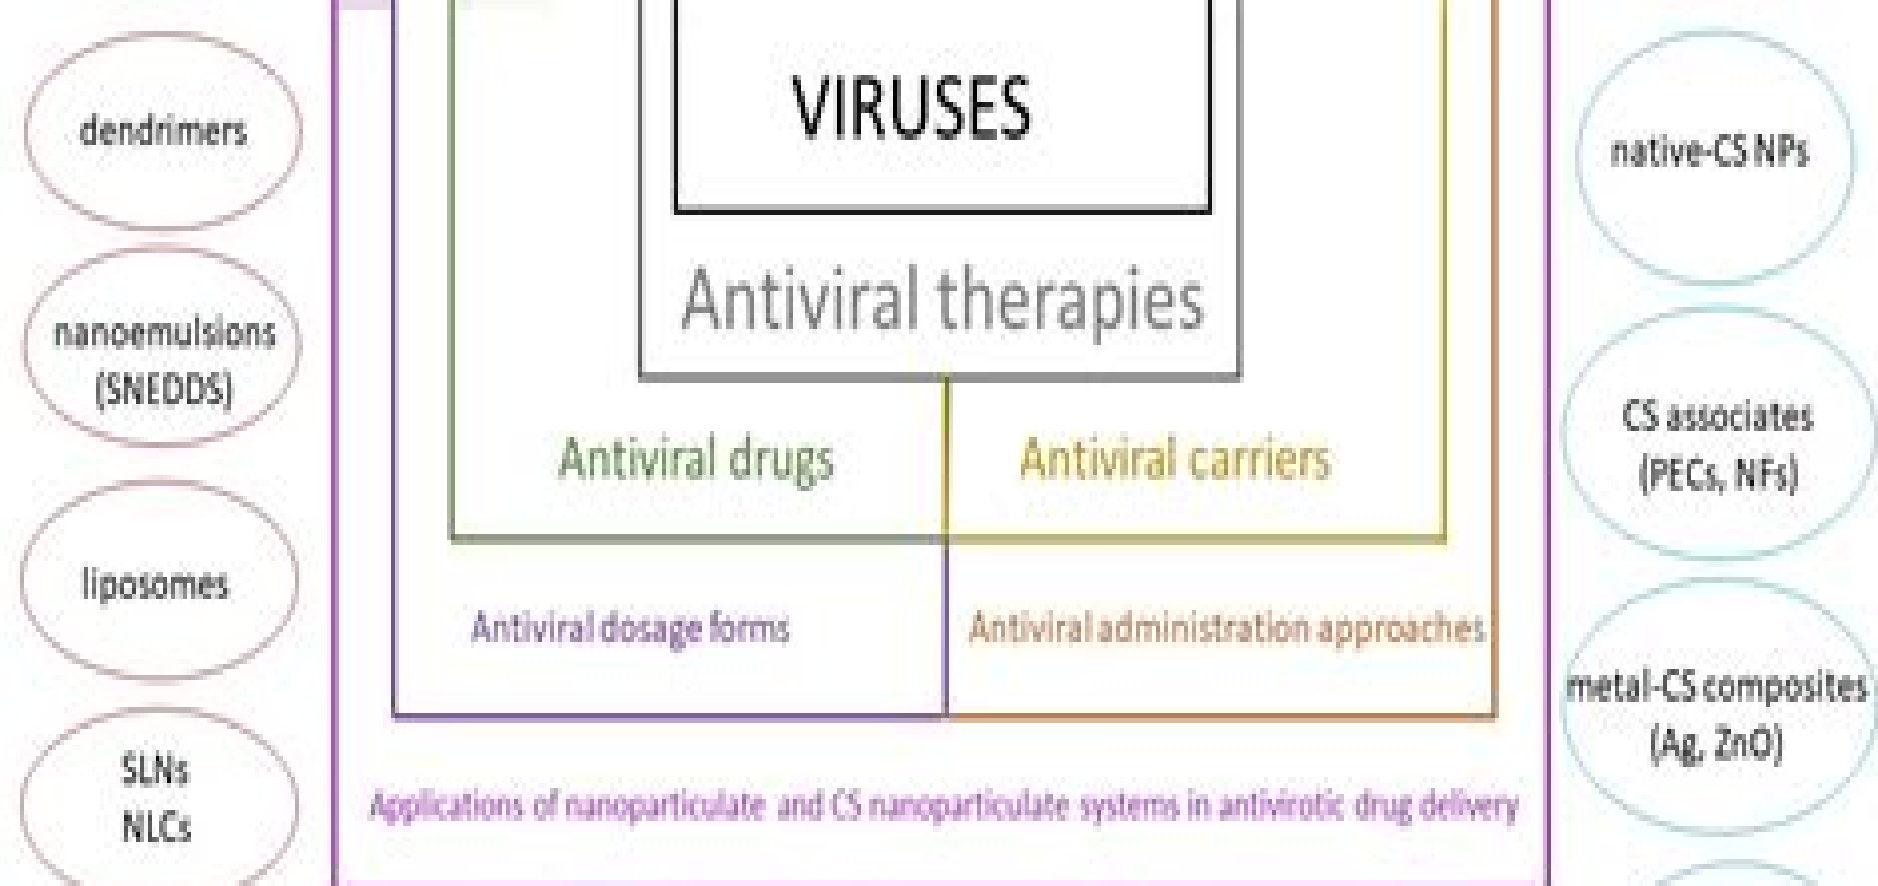 dendrimers
nanoemulsions
(SNEDDS)
liposomes
SLNs
NLCs
VIRUSES
Antiviral therapies
Antiviral drugs
Antiviral carriers
Antiviral dosage forms
Antiviral administration approaches
Applications of nanoparticulate and CS nanoparticulate systems in antivirotic drug delivery
native-CS NPs
CS associates
(PECs, NFs)
metal-CS composites
(Ag, ZnO)